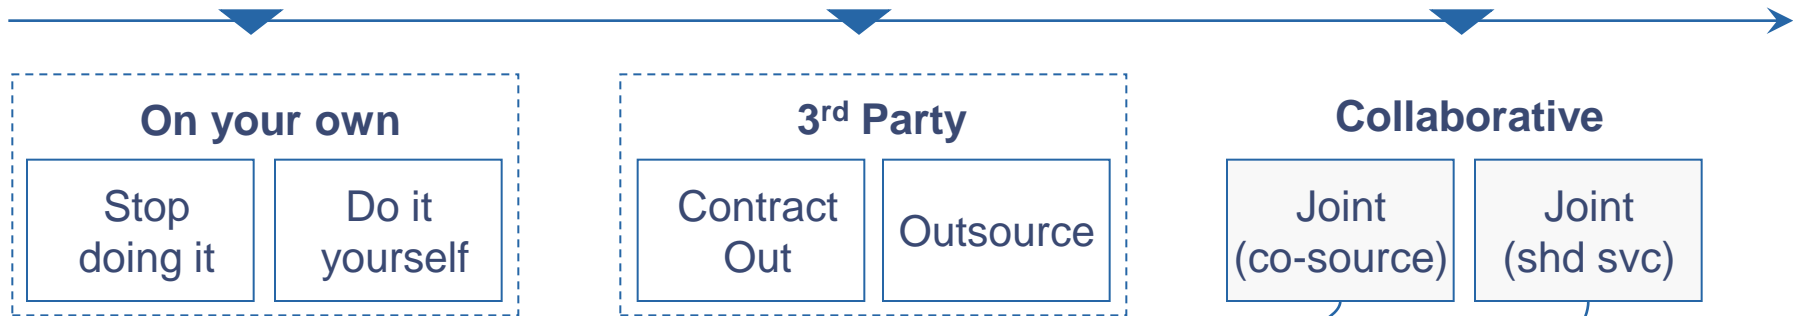 On your own
3rd Party
Collaborative
Stop
doing it
Do it
yourself
Contract
Out
Outsource
Joint
(co-source)
Joint
(shd svc)